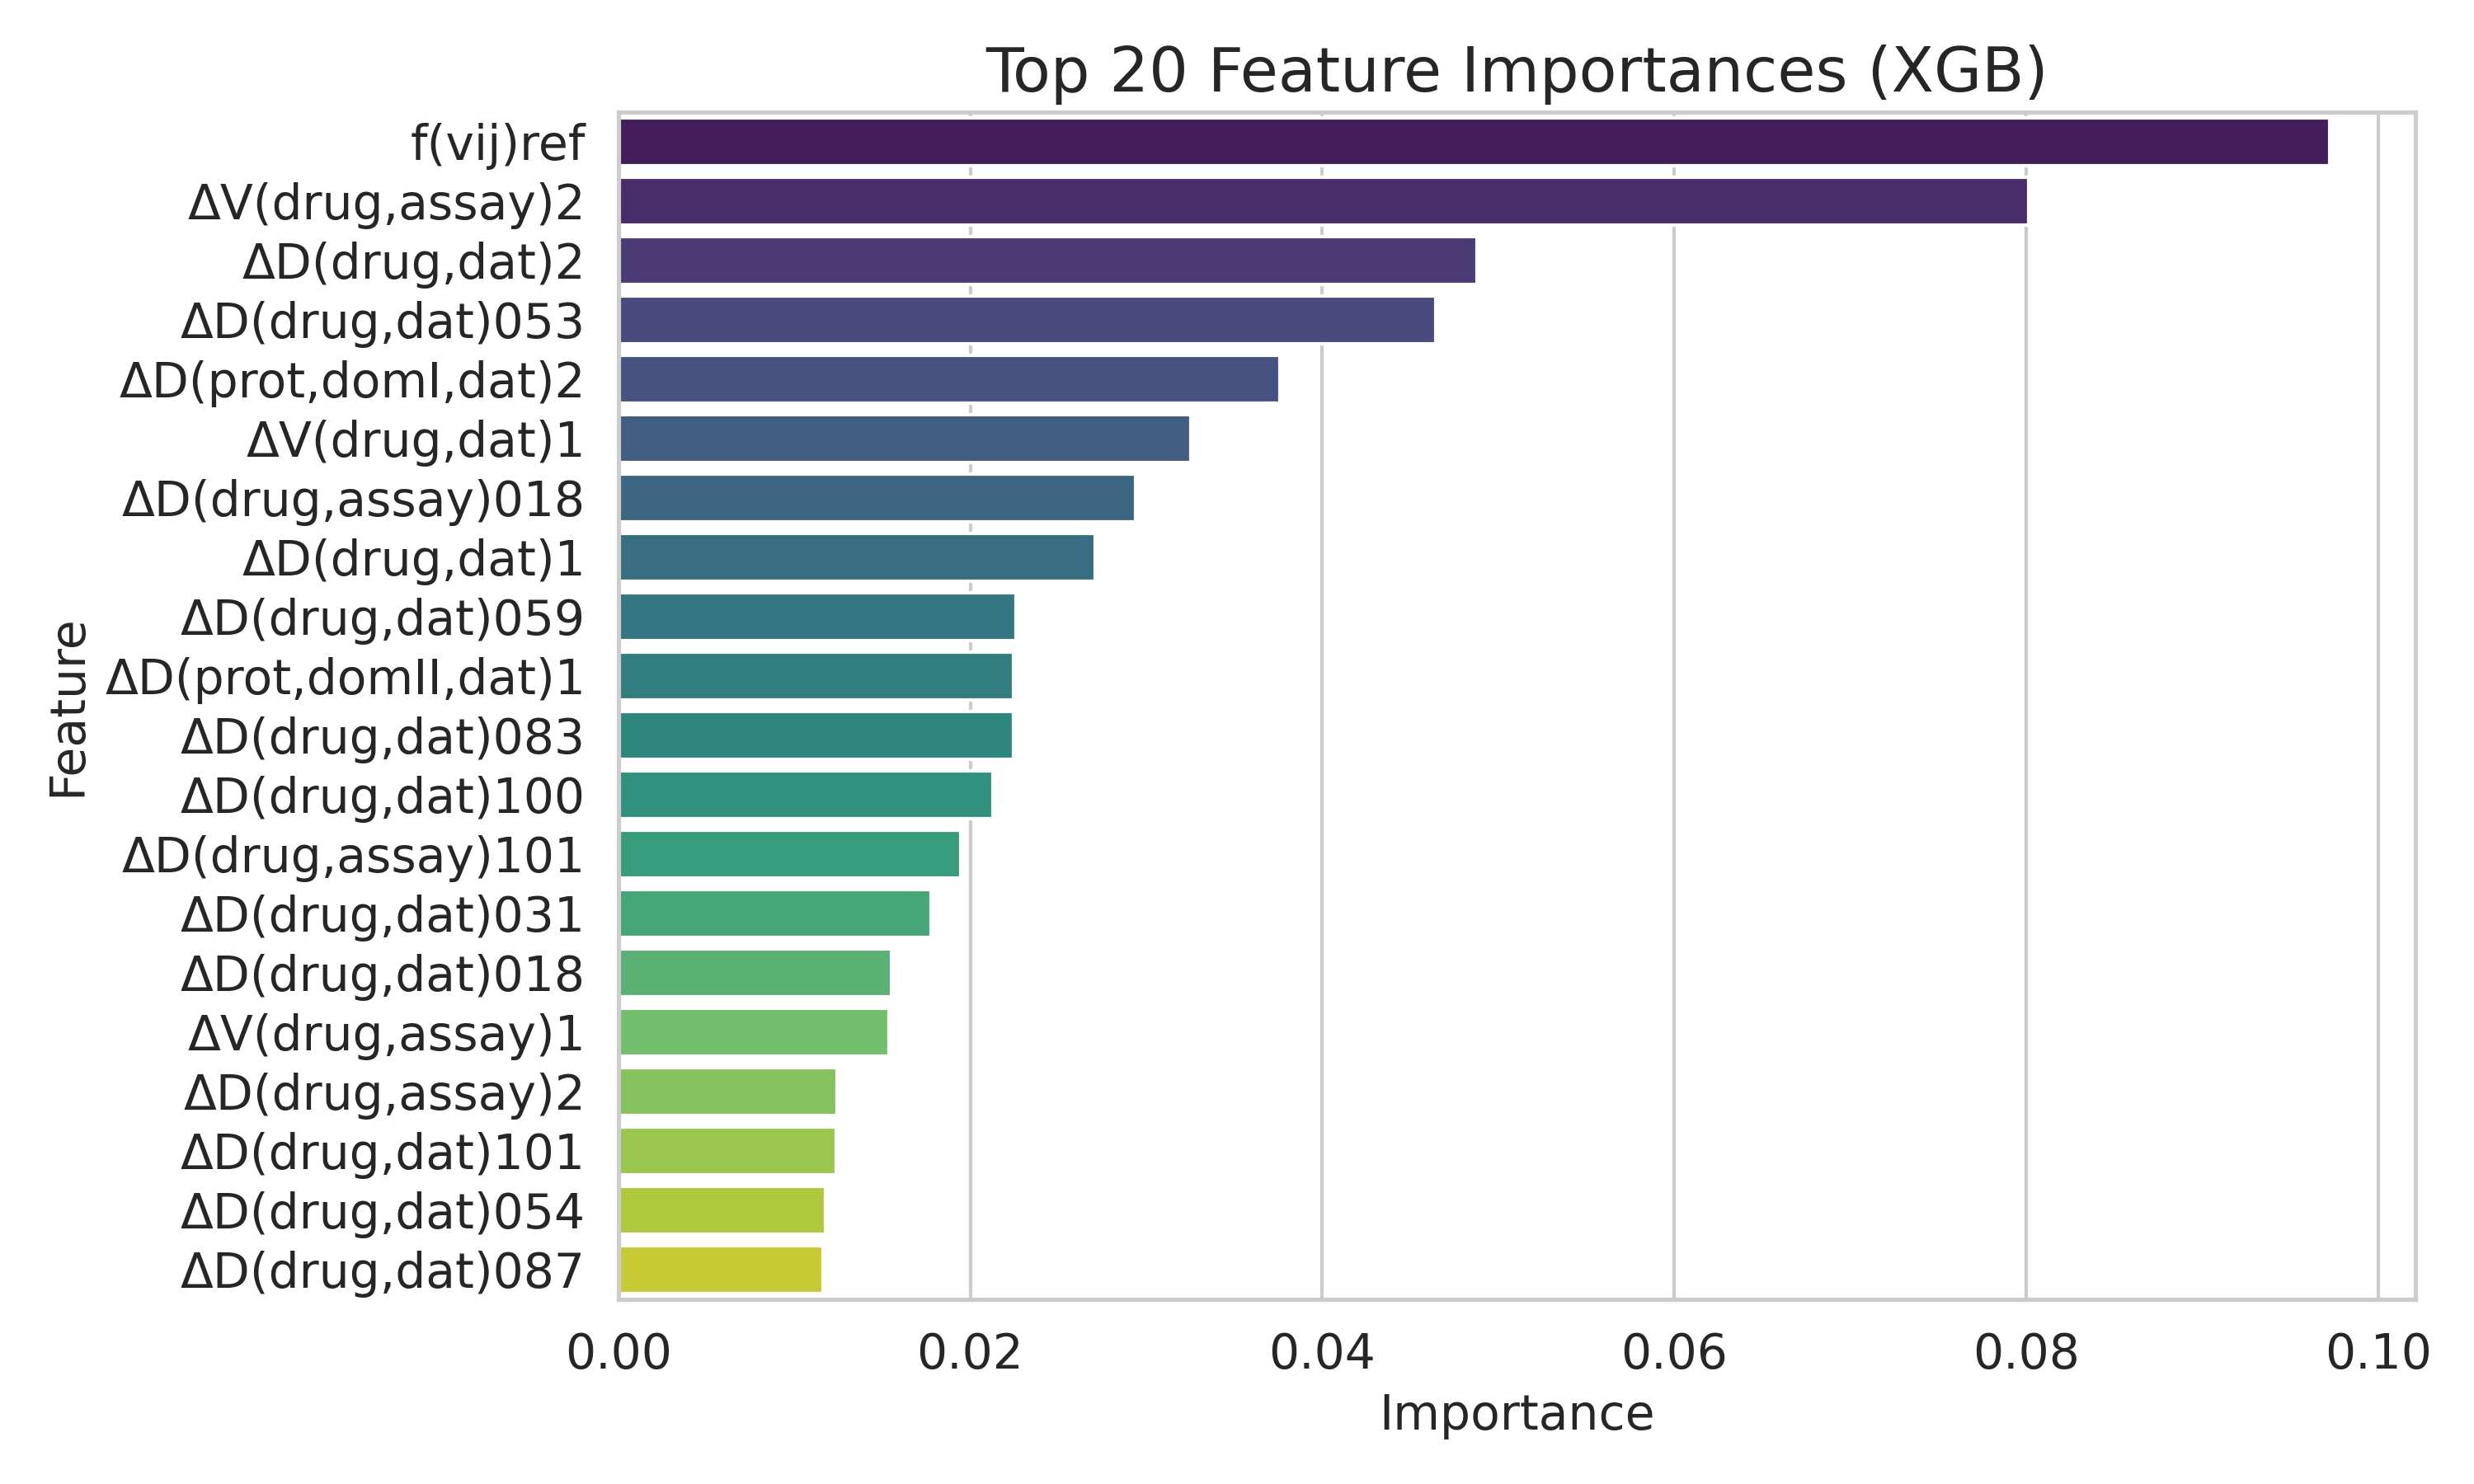 Top 20 Feature Importances (XGB)
f(vij)ref
ΔV(drug,assay)2
ΔD(drug,dat)2
ΔD(drug,dat)053
ΔD(prot,domI,dat)2
ΔV(drug,dat)1
ΔD(drug,assay)018
ΔD(drug,dat)1
ΔD(drug,dat)059
ΔD(prot,domII,dat)1
ΔD(drug,dat)083
ΔD(drug,dat)100
ΔD(drug,assay)101
ΔD(drug,dat)031
ΔD(drug,dat)018
ΔV(drug,assay)1
ΔD(drug,assay)2
ΔD(drug,dat)101
ΔD(drug,dat)054
ΔD(drug,dat)087
Feature
0.00 0.02 0.04 0.06 0.08 0.10
Importance